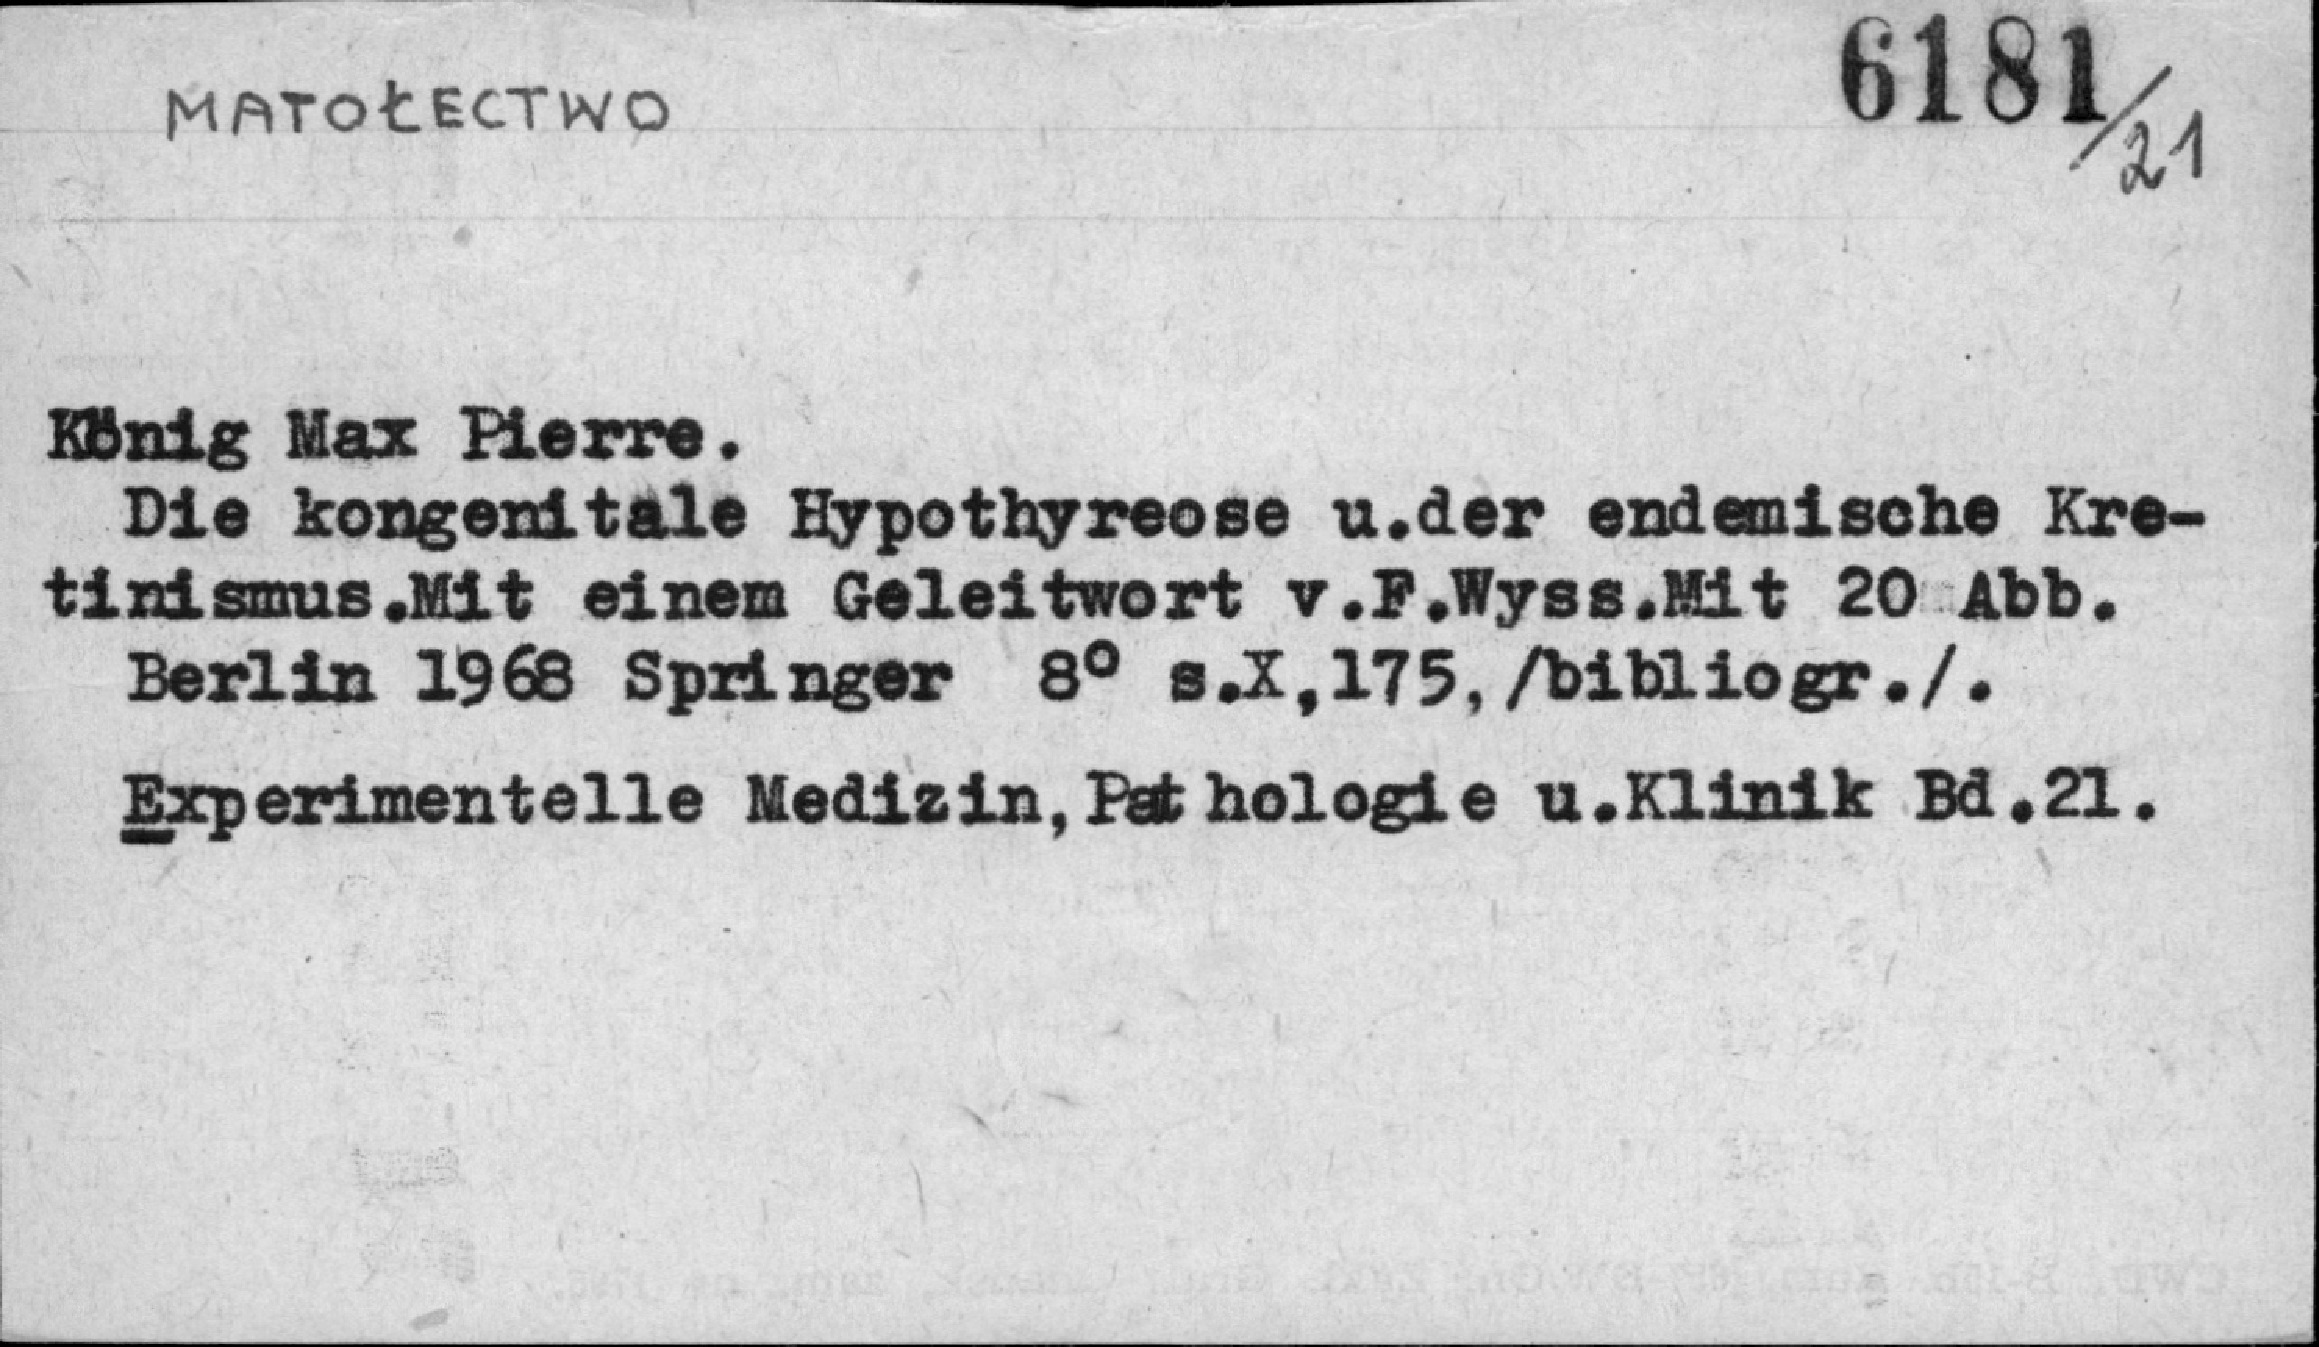 MATOŁECTWO
6181/21
König Max Pierre.
Die kongenitale Hypothyreose u.der endemische Kre-
tinismus.Mit einem Geleitwort v.F.Wyss.Mit 20 Abb.
Berlin 1968 Springer 8° s.X,175,/bibliogr./.
Experimentelle Medizin,Pathologie u.Klinik Bd.21.